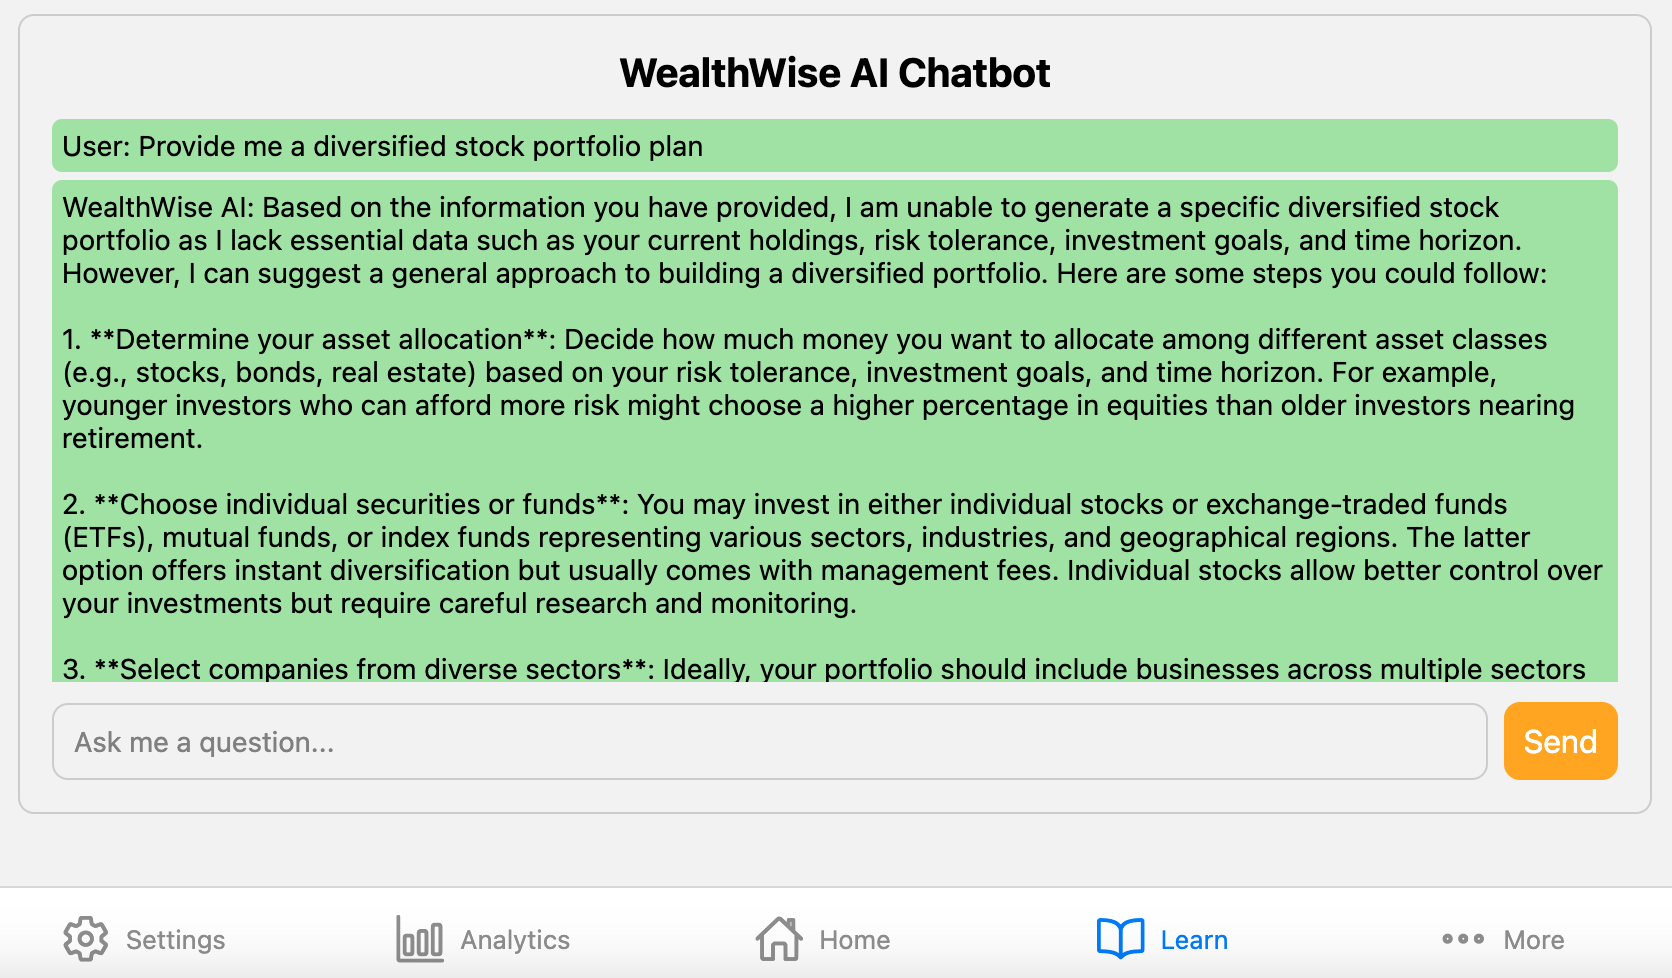 WealthWise AI Chatbot
User: Provide me a diversified stock portfolio plan
WealthWise AI: Based on the information you have provided, I am unable to generate a specific diversified stock
portfolio as I lack essential data such as your current holdings, risk tolerance, investment goals, and time horizon.
However, I can suggest a general approach to building a diversified portfolio. Here are some steps you could follow:
1. **Determine your asset allocation**: Decide how much money you want to allocate among different asset classes
(e.g., stocks, bonds, real estate) based on your risk tolerance, investment goals, and time horizon. For example,
younger investors who can afford more risk might choose a higher percentage in equities than older investors nearing
retirement.
2. **Choose individual securities or funds**: You may invest in either individual stocks or exchange-traded funds
(ETFs), mutual funds, or index funds representing various sectors, industries, and geographical regions. The latter
option offers instant diversification but usually comes with management fees. Individual stocks allow better control over
your investments but require careful research and monitoring.
3. **Select companies from diverse sectors**: Ideally, your portfolio should include businesses across multiple sectors
Ask me a question...
Send
Settings
Analytics
Home
Learn
More